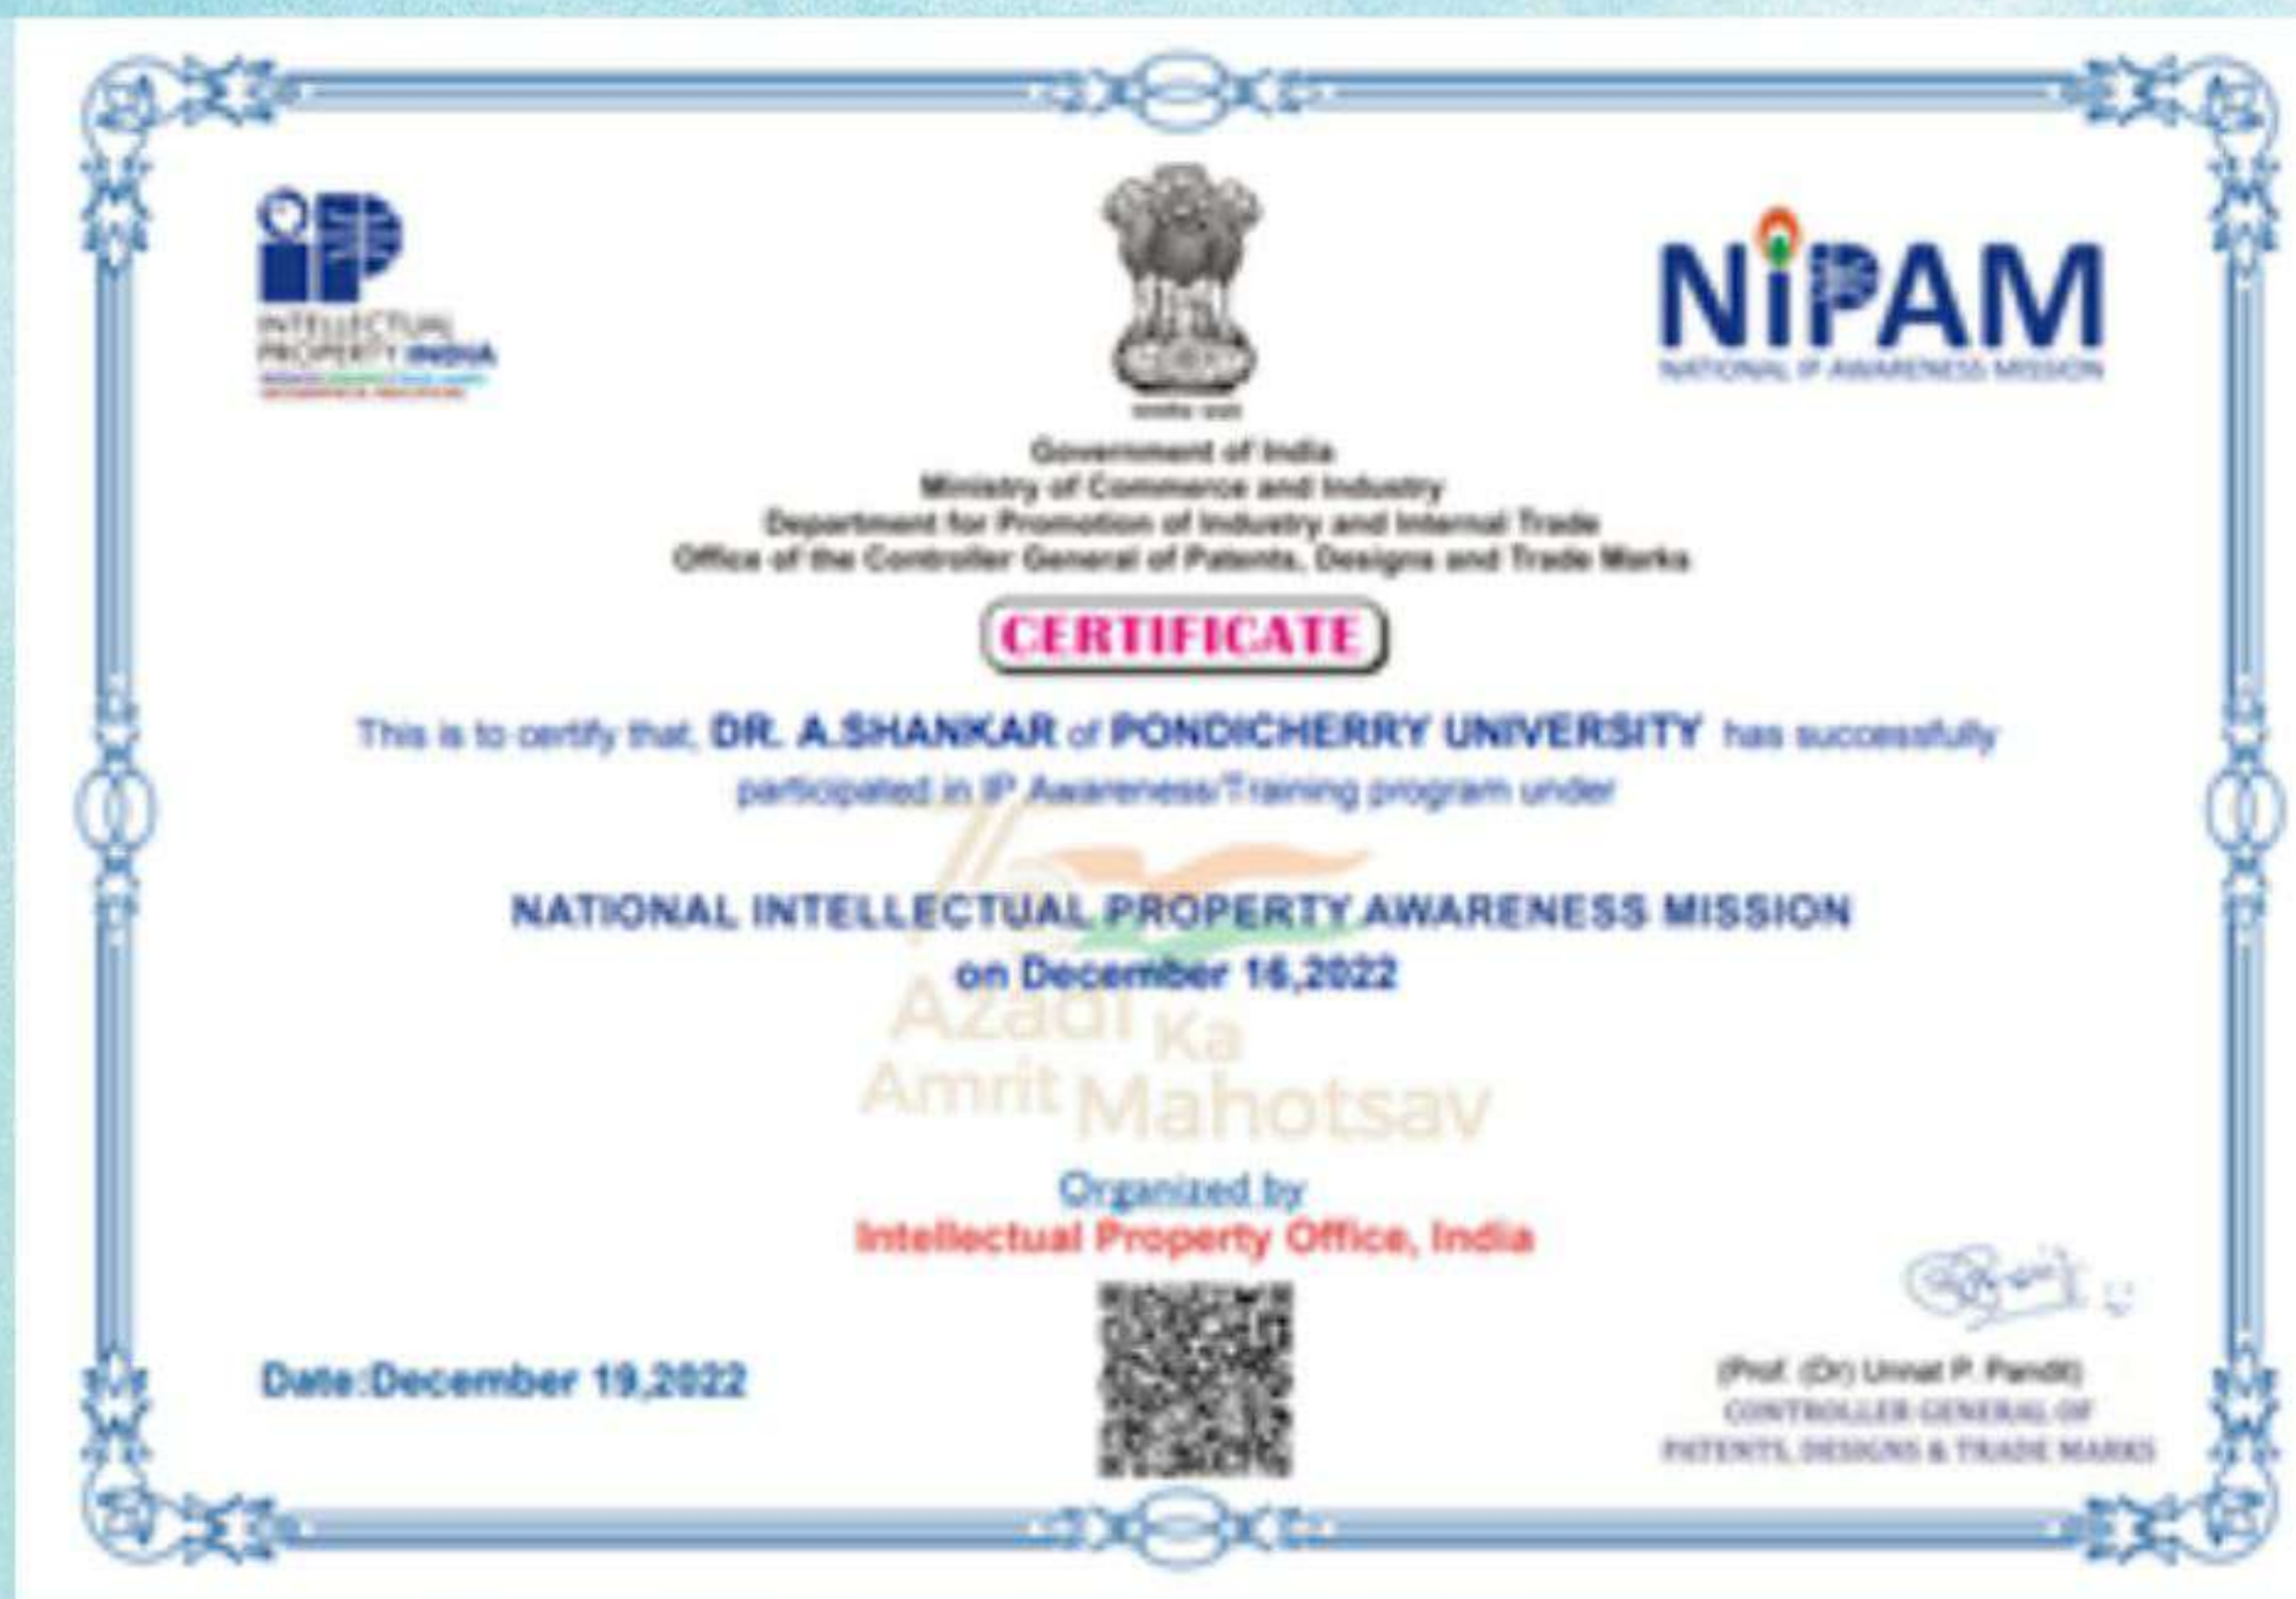 iP
INTELLECTUAL
PROPERTY INDIA
NiPAM
NATIONAL IP AWARENESS MISSION
Government of India
Ministry of Commerce and Industry
Department for Promotion of Industry and Internal Trade
Office of the Controller General of Patents, Designs and Trade Marks
CERTIFICATE
This is to certify that, DR. A.SHANKAR of PONDICHERRY UNIVERSITY has successfully
participated in IP Awareness/Training program under
NATIONAL INTELLECTUAL PROPERTY AWARENESS MISSION
on December 16,2022
Azadi Ka
Amrit Mahotsav
Organized by
Intellectual Property Office, India
Date:December 19,2022
(Prof. (Dr) Unnat P. Pandit)
CONTROLLER GENERAL OF
PATENTS, DESIGNS & TRADE MARKS